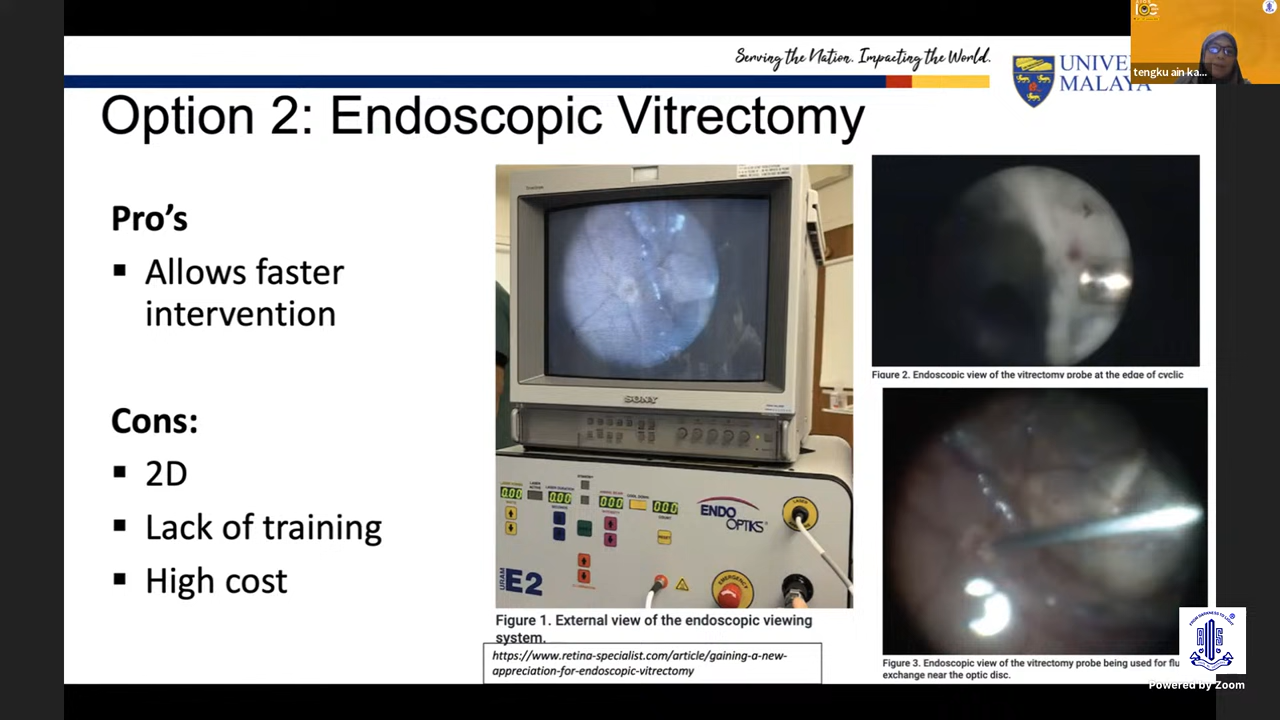 Serving the Nation. Impacting the World.
UNIVE
MALAYA
tengku ain ka...
Option 2: Endoscopic Vitrectomy
Pro’s
▪ Allows faster
intervention
Cons:
▪ 2D
▪ Lack of training
▪ High cost
SONY
ENDO
OPTIKS
URAM
E2
EMERGENCY
LASER
Figure 1. External view of the endoscopic viewing
system.
https://www.retina-specialist.com/article/gaining-a-new-
appreciation-for-endoscopic-vitrectomy
Figure 2. Endoscopic view of the vitrectomy probe at the edge of cyclic
Figure 3. Endoscopic view of the vitrectomy probe being used for flu
exchange near the optic disc.
Powered by Zoom